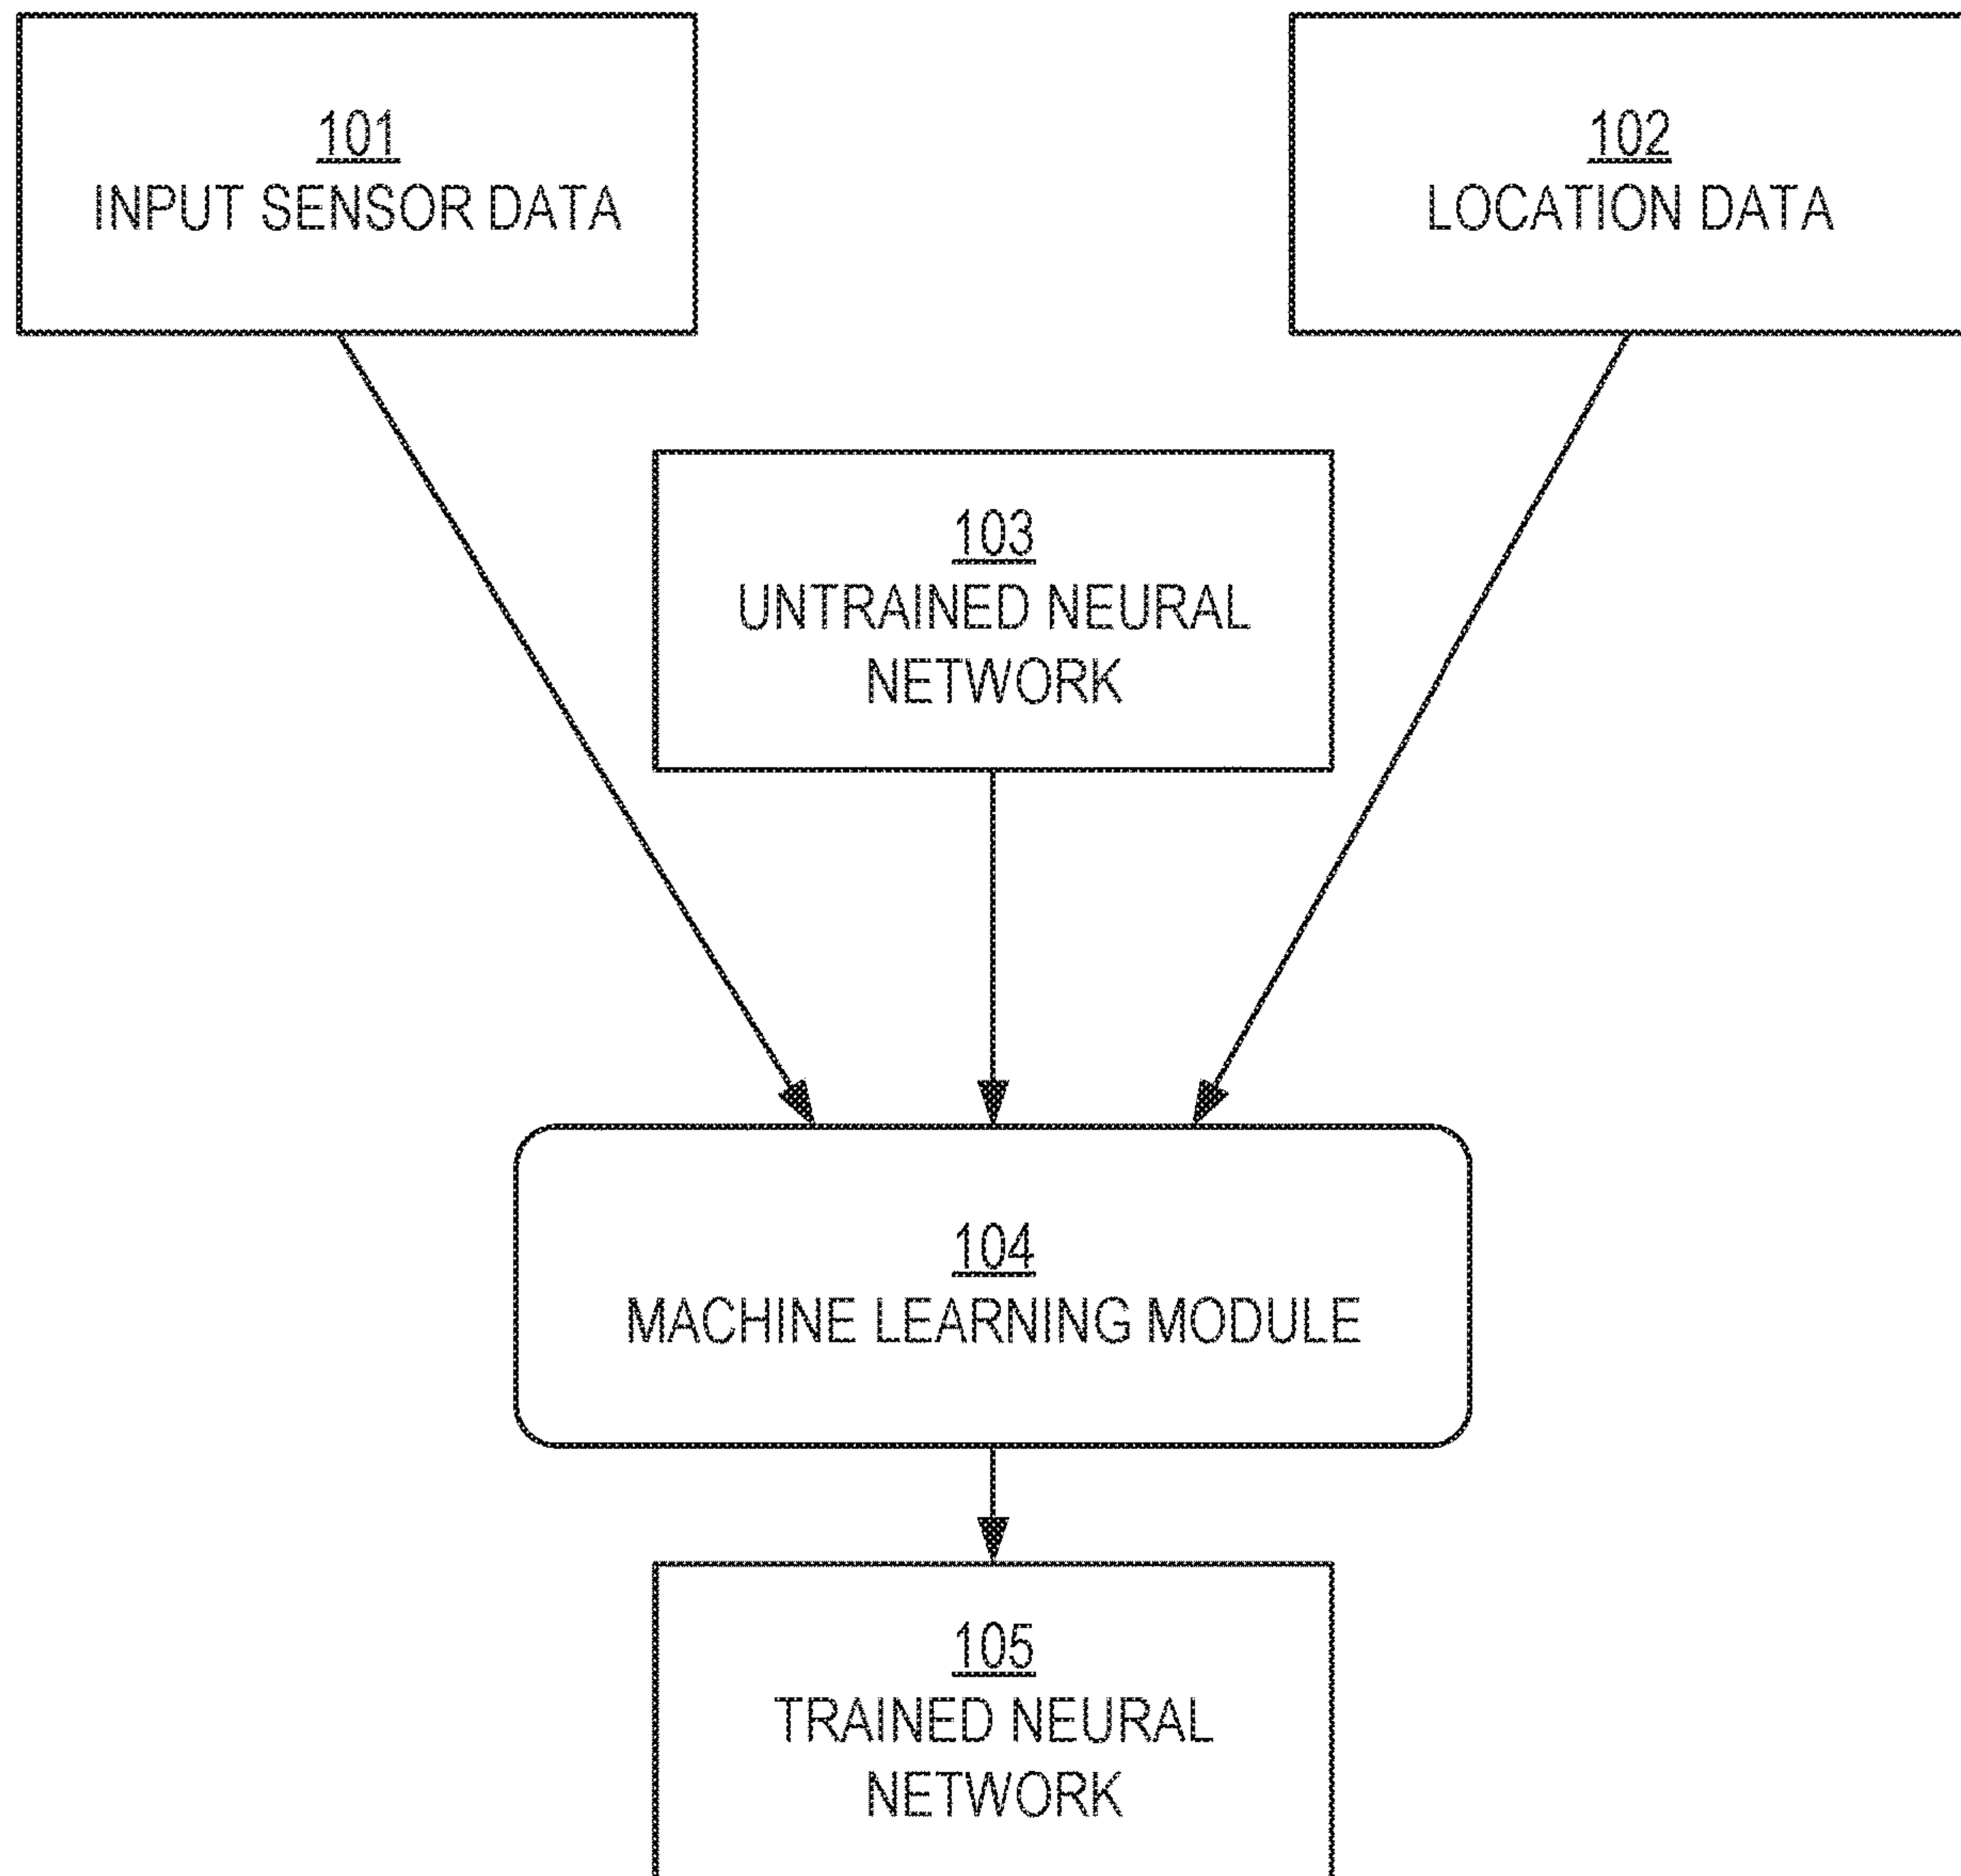 101
INPUT SENSOR DATA
102
LOCATION DATA
103
UNTRAINED NEURAL
NETWORK
104
MACHINE LEARNING MODULE
105
TRAINED NEURAL
NETWORK